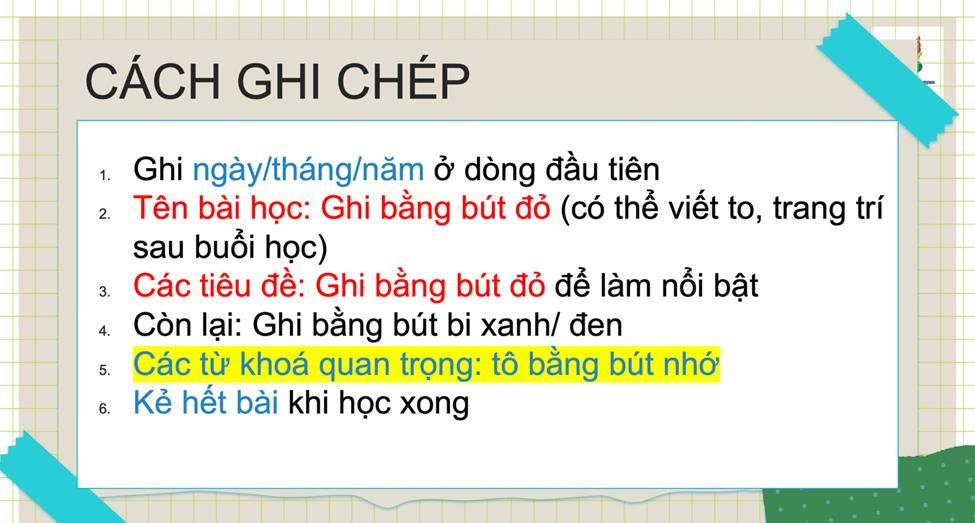 CÁCH GHI CHÉP
1. Ghi ngày/tháng/năm ở dòng đầu tiên
2. Tên bài học: Ghi bằng bút đỏ (có thể viết to, trang trí
sau buổi học)
3. Các tiêu đề: Ghi bằng bút đỏ để làm nổi bật
4. Còn lại: Ghi bằng bút bi xanh/ đen
5. Các từ khoá quan trọng: tô bằng bút nhớ
6. Kẻ hết bài khi học xong